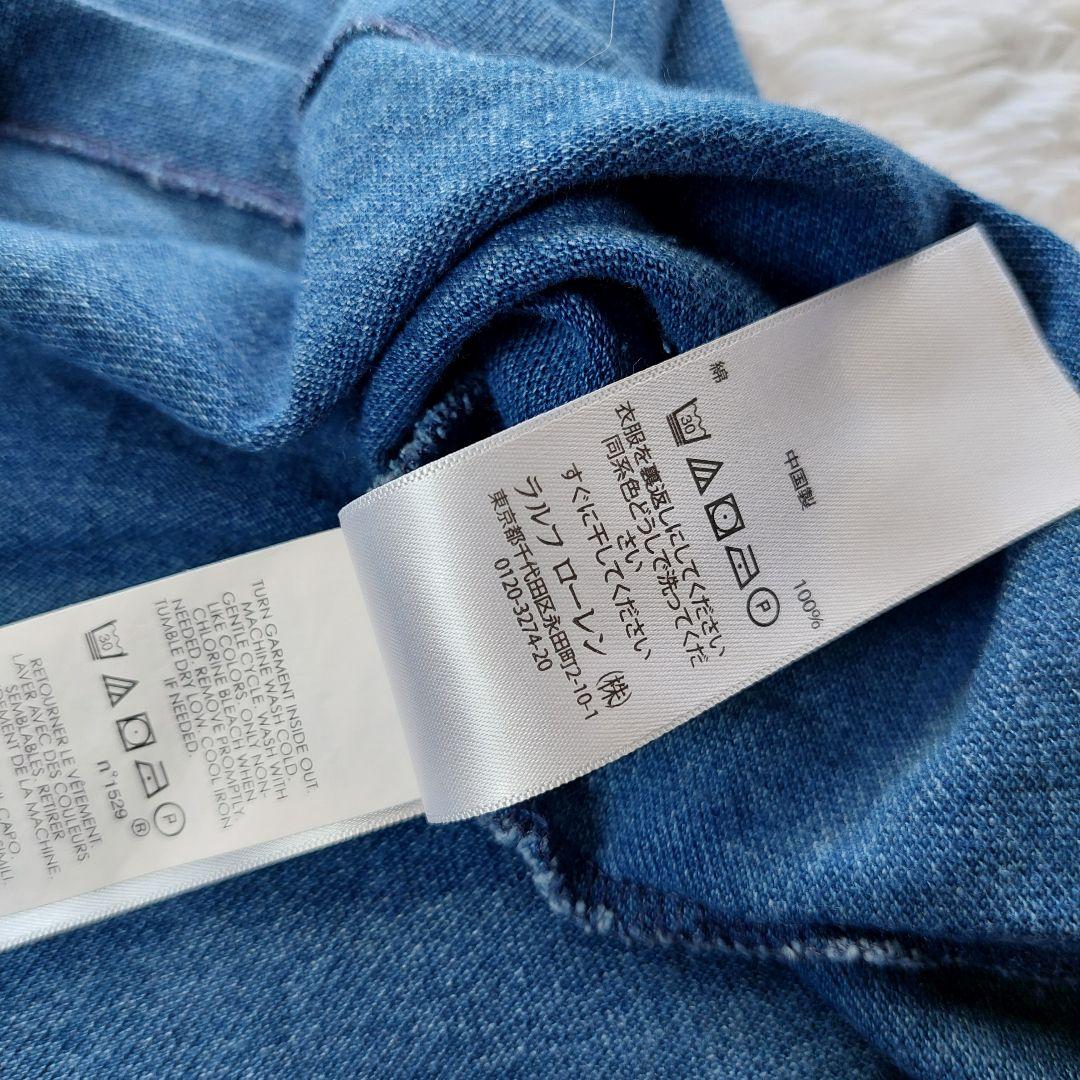 綿
100%
30
P
中国製
衣服を裏返しにしてください
同系色どうしで洗ってくだ
さい
すぐに干してください
ラルフ ローレン (株)
東京都千代田区永田町2-10-1
0120-3274-20
TURN GARMENT INSIDE OUT.
MACHINE WASH COLD.
GENTLE CYCLE. WASH WITH
LIKE COLORS. ONLY NON-
CHLORINE BLEACH WHEN
NEEDED. REMOVE PROMPTLY.
TUMBLE DRY LOW. COOL IRON
IF NEEDED.
30
P
n°1529 ®
RETOURNER LE VÊTEMENT.
LAVER AVEC DES COULEURS
SEMBLABLES. RETIRER
DE LA MACHINE.
CAPO